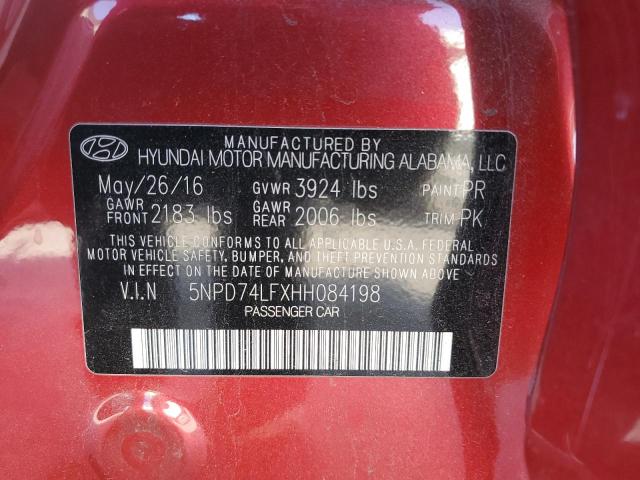 MANUFACTURED BY
HYUNDAI MOTOR MANUFACTURING ALABAMA, LLC
May/26/16 GVWR 3924 lbs PAINT PR
GAWR FRONT 2183 lbs GAWR REAR 2006 lbs TRIM PK
THIS VEHICLE CONFORMS TO ALL APPLICABLE U.S.A. FEDERAL
MOTOR VEHICLE SAFETY, BUMPER, AND THEFT PREVENTION STANDARDS
IN EFFECT ON THE DATE OF MANUFACTURE SHOWN ABOVE.
V.I.N 5NPD74LFXHH084198
PASSENGER CAR